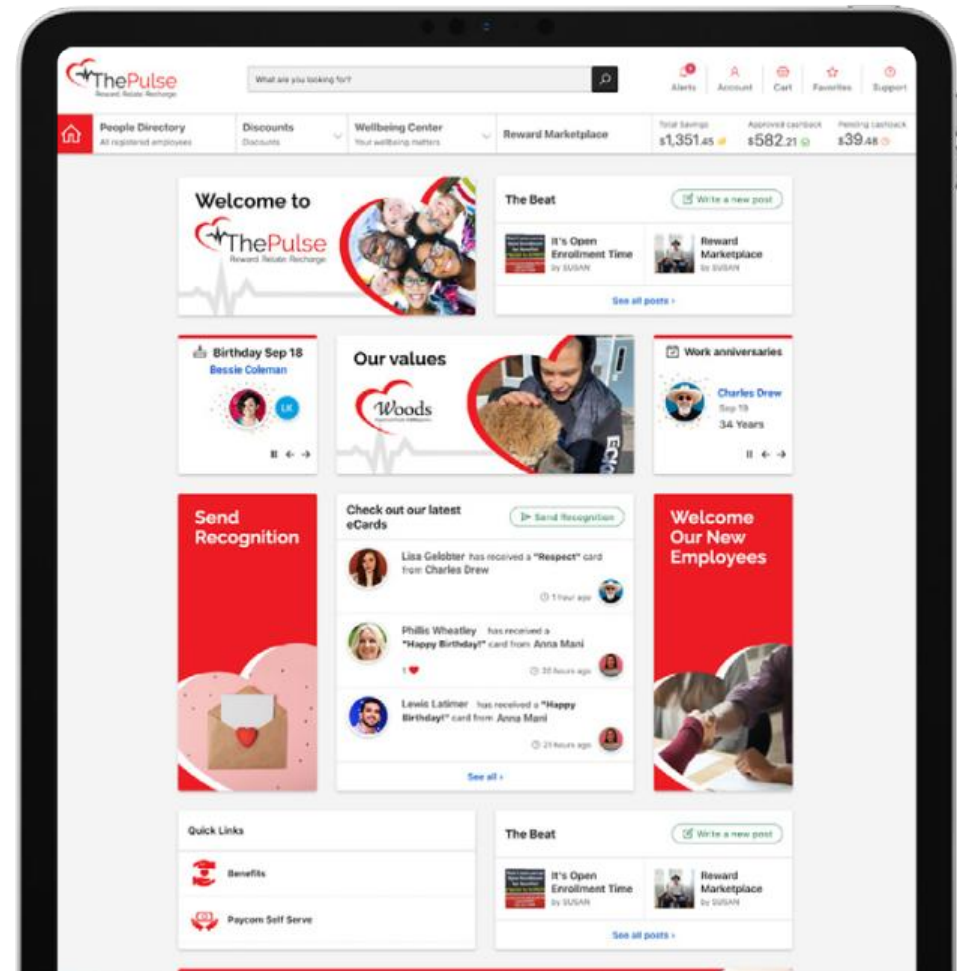 ThePulse
Reward. Relate. Recharge.
What are you looking for?
Alerts
Account
Cart
Favorites
Support
People Directory
All registered employees
Discounts
Discounts
Wellbeing Center
Your wellbeing matters
Reward Marketplace
Total Savings
$1,351.45
Approved cashback
$582.21
Pending cashback
$39.48
Welcome to
ThePulse
Reward. Relate. Recharge.
The Beat
Write a new post
It's Open
Enrollment Time
by SUSAN
Reward
Marketplace
by SUSAN
See all posts ›
Birthday Sep 18
Bessie Coleman
LK
Our values
Woods
Work anniversaries
Charles Drew
Sep 19
34 Years
Send
Recognition
Check out our latest
eCards
Send Recognition
Lisa Gelobter has received a "Respect" card
from Charles Drew
1 hour ago
Phillis Wheatley has received a
"Happy Birthday!" card from Anna Mani
1
hours ago
Lewis Latimer has received a "Happy
Birthday!" card from Anna Mani
21 hours ago
See all ›
Welcome
Our New
Employees
Quick Links
Benefits
Paycom Self Serve
The Beat
Write a new post
It's Open
Enrollment Time
by SUSAN
Reward
Marketplace
by SUSAN
See all posts ›